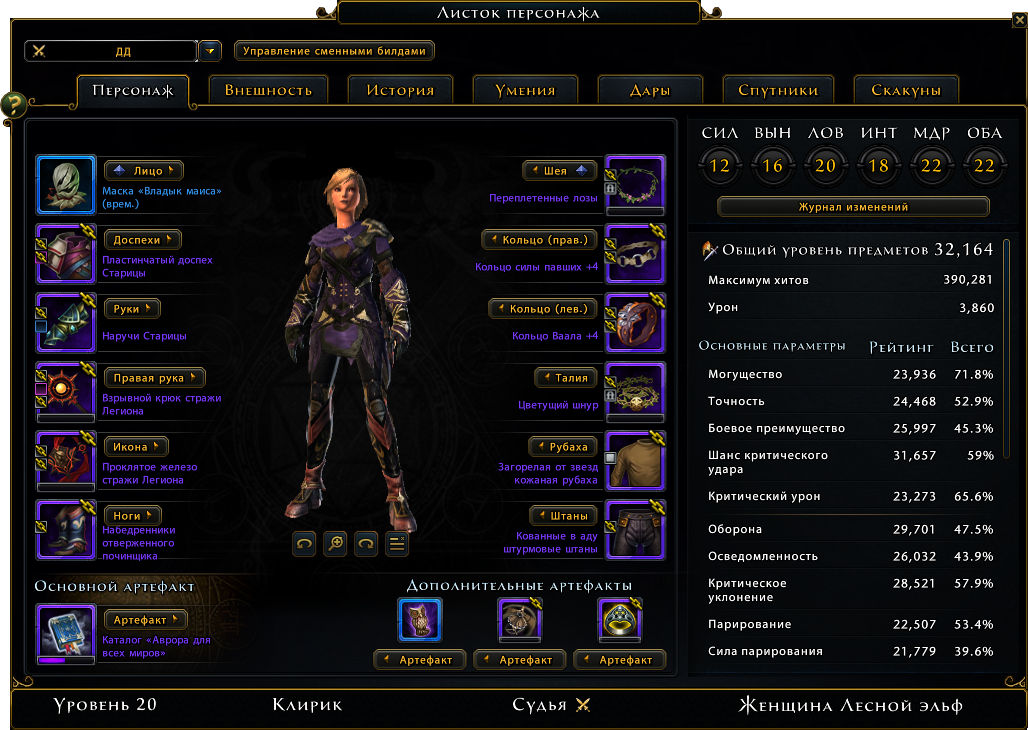 Листок персонажа
ДД
Управление сменными билдами
Персонаж
Внешность
История
Умения
Дары
Спутники
Скакуны
?
Лицо
Маска «Владык маиса»
(врем.)
Доспехи
Пластинчатый доспех
Старицы
Руки
Наручи Старицы
Правая рука
Взрывной крюк стражи
Легиона
Икона
Проклятое железо
стражи Легиона
Ноги
Набедренники
отверженного
починщика
Шея
Переплетенные лозы
Кольцо (прав.)
Кольцо силы павших +4
Кольцо (лев.)
Кольцо Ваала +4
Талия
Цветущий шнур
Рубаха
Загорелая от звезд
кожаная рубаха
Штаны
Кованные в аду
штурмовые штаны
Основной артефакт
Артефакт
Каталог «Аврора для
всех миров»
Дополнительные артефакты
Артефакт
Артефакт
Артефакт
СИЛ ВЫН ЛОВ ИНТ МДР ОБА
12 16 20 18 22 22
Журнал изменений
Общий уровень предметов 32,164
Максимум хитов 390,281
Урон 3,860
Основные параметры Рейтинг Всего
Могущество 23,936 71.8%
Точность 24,468 52.9%
Боевое преимущество 25,997 45.3%
Шанс критического
удара 31,657 59%
Критический урон 23,273 65.6%
Оборона 29,701 47.5%
Осведомленность 26,032 43.9%
Критическое
уклонение 28,521 57.9%
Парирование 22,507 53.4%
Сила парирования 21,779 39.6%
Уровень 20
Клирик
Судья
Женщина Лесной эльф